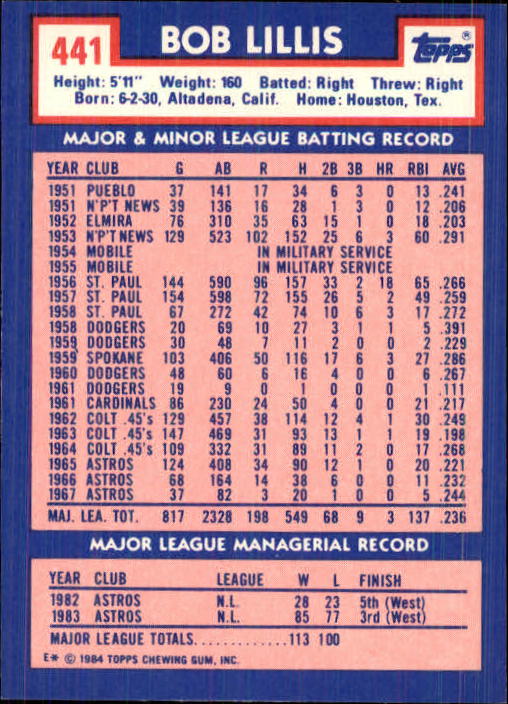 441 BOB LILLIS Topps®
Height: 5'11" Weight: 160 Batted: Right Threw: Right
Born: 6-2-30, Altadena, Calif. Home: Houston, Tex.
MAJOR & MINOR LEAGUE BATTING RECORD
YEAR CLUB G AB R H 2B 3B HR RBI AVG
1951 PUEBLO 37 141 17 34 6 3 0 13 .241
1951 N'P'T NEWS 39 136 16 28 1 3 0 12 .206
1952 ELMIRA 76 310 35 63 15 1 0 18 .203
1953 N'P'T NEWS 129 523 102 152 25 6 3 60 .291
1954 MOBILE IN MILITARY SERVICE
1955 MOBILE IN MILITARY SERVICE
1956 ST. PAUL 144 590 96 157 33 2 18 65 .266
1957 ST. PAUL 154 598 72 155 26 5 2 49 .259
1958 ST. PAUL 67 272 42 74 10 6 3 17 .272
1958 DODGERS 20 69 10 27 3 1 1 5 .391
1959 DODGERS 30 48 7 11 2 0 0 2 .229
1959 SPOKANE 103 406 50 116 17 6 3 27 .286
1960 DODGERS 48 60 6 16 4 0 0 6 .267
1961 DODGERS 19 9 0 1 0 0 0 1 .111
1961 CARDINALS 86 230 24 50 4 0 0 21 .217
1962 COLT .45's 129 457 38 114 12 4 1 30 .249
1963 COLT .45's 147 469 31 93 13 1 1 19 .198
1964 COLT .45's 109 332 31 89 11 2 0 17 .268
1965 ASTROS 124 408 34 90 12 1 0 20 .221
1966 ASTROS 68 164 14 38 6 0 0 11 .232
1967 ASTROS 37 82 3 20 1 0 0 5 .244
MAJ. LEA. TOT. 817 2328 198 549 68 9 3 137 .236
MAJOR LEAGUE MANAGERIAL RECORD
YEAR CLUB LEAGUE W L FINISH
1982 ASTROS N.L. 28 23 5th (West)
1983 ASTROS N.L. 85 77 3rd (West)
MAJOR LEAGUE TOTALS.............113 100
E* © 1984 TOPPS CHEWING GUM, INC.